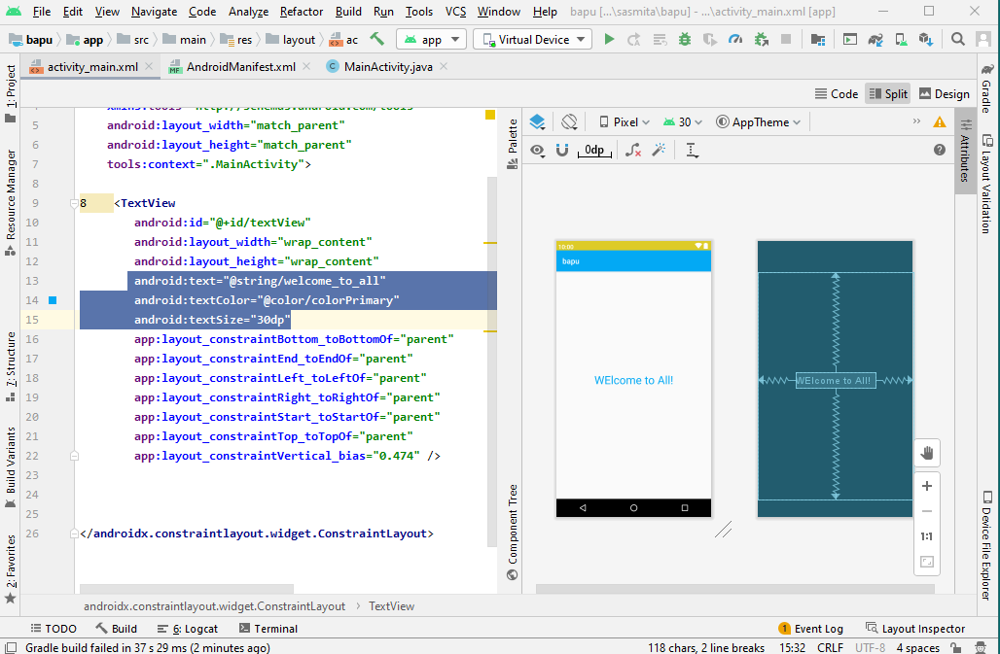 File Edit View Navigate Code Analyze Refactor Build Run Tools VCS Window Help bapu [...\sasmita\bapu] - ...\activity_main.xml [app]
bapu app src main res layout ac app Virtual Device
activity_main.xml AndroidManifest.xml MainActivity.java
Code Split Design
1: Project
Resource Manager
Z: Structure
Build Variants
2: Favorites
5 android:layout_width="match_parent"
6 android:layout_height="match_parent"
7 tools:context=".MainActivity">
8
9 8 <TextView
10 android:id="@+id/textView"
11 android:layout_width="wrap_content"
12 android:layout_height="wrap_content"
13 android:text="@string/welcome_to_all"
14 android:textColor="@color/colorPrimary"
15 android:textSize="30dp"
16 app:layout_constraintBottom_toBottomOf="parent"
17 app:layout_constraintEnd_toEndOf="parent"
18 app:layout_constraintLeft_toLeftOf="parent"
19 app:layout_constraintRight_toRightOf="parent"
20 app:layout_constraintStart_toStartOf="parent"
21 app:layout_constraintTop_toTopOf="parent"
22 app:layout_constraintVertical_bias="0.474" />
23
24
25
26 </androidx.constraintlayout.widget.ConstraintLayout>
Palette
Component Tree
Pixel 30 AppTheme
0dp
10:00
bapu
WElcome to All!
WElcome to All!
1:1
Attributes
Gradle
Layout Validation
Device File Explorer
androidx.constraintlayout.widget.ConstraintLayout TextView
TODO Build 6: Logcat Terminal 1 Event Log Layout Inspector
Gradle build failed in 37 s 29 ms (2 minutes ago) 118 chars, 2 line breaks 15:32 CRLF UTF-8 4 spaces